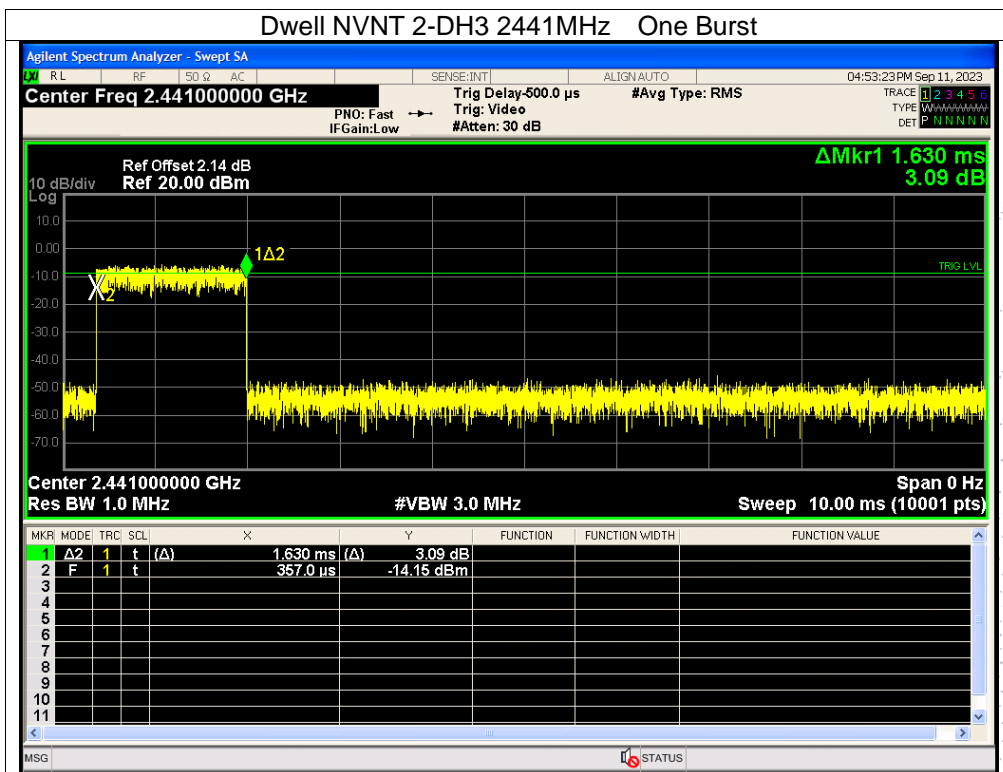 Dwell NVNT 2-DH3 2441MHz One Burst
Agilent Spectrum Analyzer - Swept SA
LXI RL RF 50 Ω AC SENSE:INT ALIGN AUTO 04:53:23 PM Sep 11, 2023
Center Freq 2.441000000 GHz Trig Delay-500.0 µs #Avg Type: RMS TRACE 1 2 3 4 5 6
PNO: Fast Trig: Video TYPE WWWWWWWW
IFGain:Low #Atten: 30 dB DET P N N N N N
ΔMkr1 1.630 ms
3.09 dB
Ref Offset 2.14 dB
10 dB/div Ref 20.00 dBm
Log
10.0
0.00
-10.0
-20.0
-30.0
-40.0
-50.0
-60.0
-70.0
1Δ2
2
TRIG LVL
Center 2.441000000 GHz Span 0 Hz
Res BW 1.0 MHz #VBW 3.0 MHz Sweep 10.00 ms (10001 pts)
MKR MODE TRC SCL X Y FUNCTION FUNCTION WIDTH FUNCTION VALUE
1 Δ2 1 t (Δ) 1.630 ms (Δ) 3.09 dB
2 F 1 t 357.0 µs -14.15 dBm
3
4
5
6
7
8
9
10
11
MSG STATUS